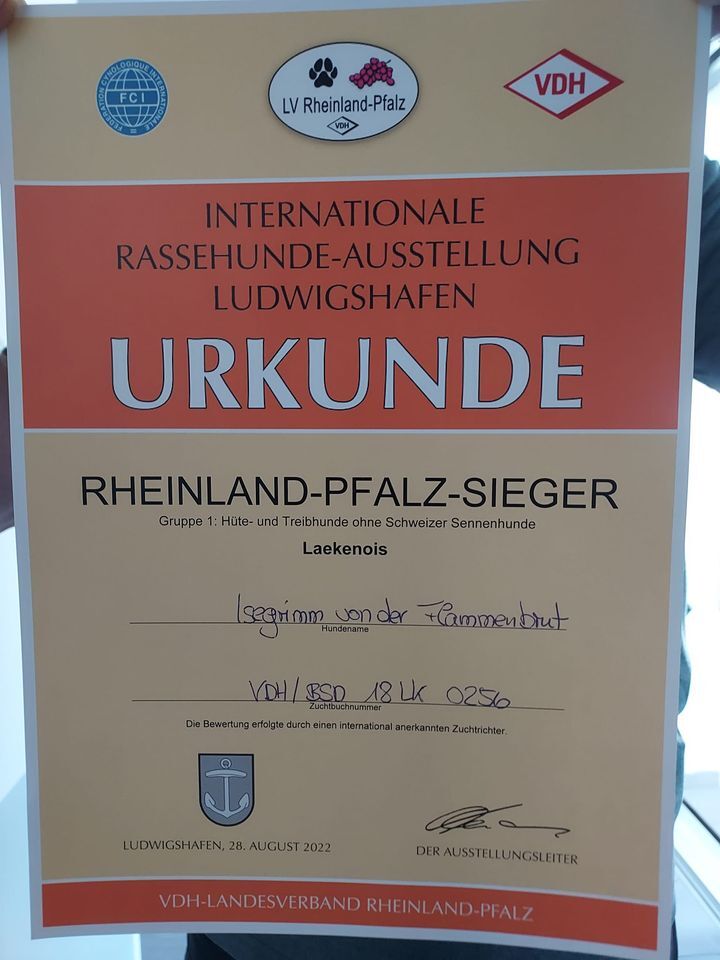 FEDERATION CYNOLOGIQUE INTERNATIONALE
FCI
LV Rheinland-Pfalz
VDH
VDH
INTERNATIONALE
RASSEHUNDE-AUSSTELLUNG
LUDWIGSHAFEN
URKUNDE
RHEINLAND-PFALZ-SIEGER
Gruppe 1: Hüte- und Treibhunde ohne Schweizer Sennenhunde
Laekenois
Isegrimm von der Flammenbrut
Hundename
VDH/BSD 18 LK 0256
Zuchtbuchnummer
Die Bewertung erfolgte durch einen international anerkannten Zuchtrichter.
LUDWIGSHAFEN, 28. AUGUST 2022
DER AUSSTELLUNGSLEITER
VDH-LANDESVERBAND RHEINLAND-PFALZ